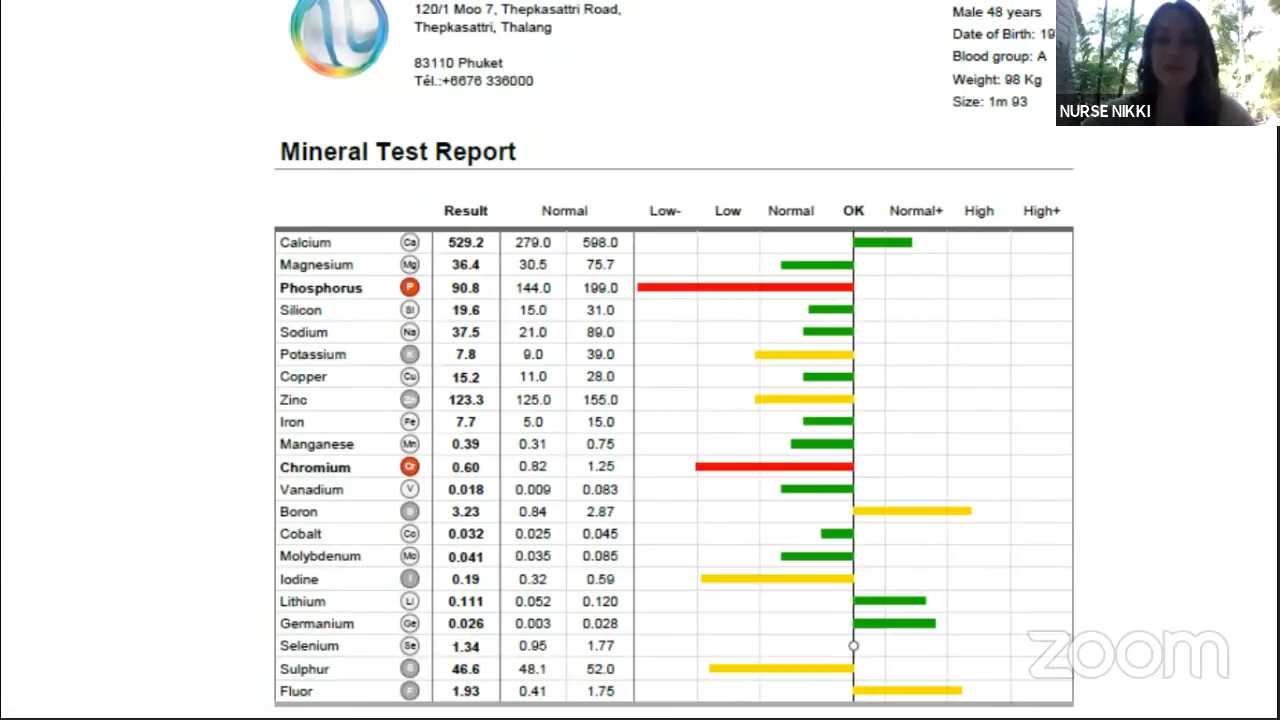 120/1 Moo 7, Thepkasattri Road,
Thepkasattri, Thalang
83110 Phuket
Tél.:+6676 336000
Male 48 years
Date of Birth: 19
Blood group: A
Weight: 98 Kg
Size: 1m 93
NURSE NIKKI
Mineral Test Report
Result Normal Low- Low Normal OK Normal+ High High+
Calcium Ca 529.2 279.0 598.0
Magnesium Mg 36.4 30.5 75.7
Phosphorus P 90.8 144.0 199.0
Silicon Si 19.6 15.0 31.0
Sodium Na 37.5 21.0 89.0
Potassium K 7.8 9.0 39.0
Copper Cu 15.2 11.0 28.0
Zinc Zn 123.3 125.0 155.0
Iron Fe 7.7 5.0 15.0
Manganese Mn 0.39 0.31 0.75
Chromium Cr 0.60 0.82 1.25
Vanadium V 0.018 0.009 0.083
Boron B 3.23 0.84 2.87
Cobalt Co 0.032 0.025 0.045
Molybdenum Mo 0.041 0.035 0.085
Iodine I 0.19 0.32 0.59
Lithium Li 0.111 0.052 0.120
Germanium Ge 0.026 0.003 0.028
Selenium Se 1.34 0.95 1.77
Sulphur S 46.6 48.1 52.0
Fluor F 1.93 0.41 1.75
zoom